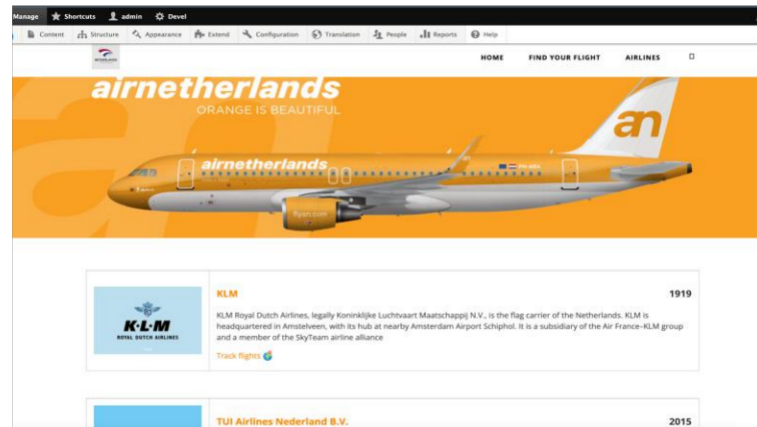 Manage Shortcuts admin Devel
Content Structure Appearance Extend Configuration Translation People Reports Help
HOME FIND YOUR FLIGHT AIRLINES
airnetherlands
ORANGE IS BEAUTIFUL
an
airnetherlands
KLM 1919
K·L·M
ROYAL DUTCH AIRLINES
KLM Royal Dutch Airlines, legally Koninklijke Luchtvaart Maatschappij N.V., is the flag carrier of the Netherlands. KLM is
headquartered in Amstelveen, with its hub at nearby Amsterdam Airport Schiphol. It is a subsidiary of the Air France–KLM group
and a member of the SkyTeam airline alliance
Track flights
TUI Airlines Nederland B.V. 2015